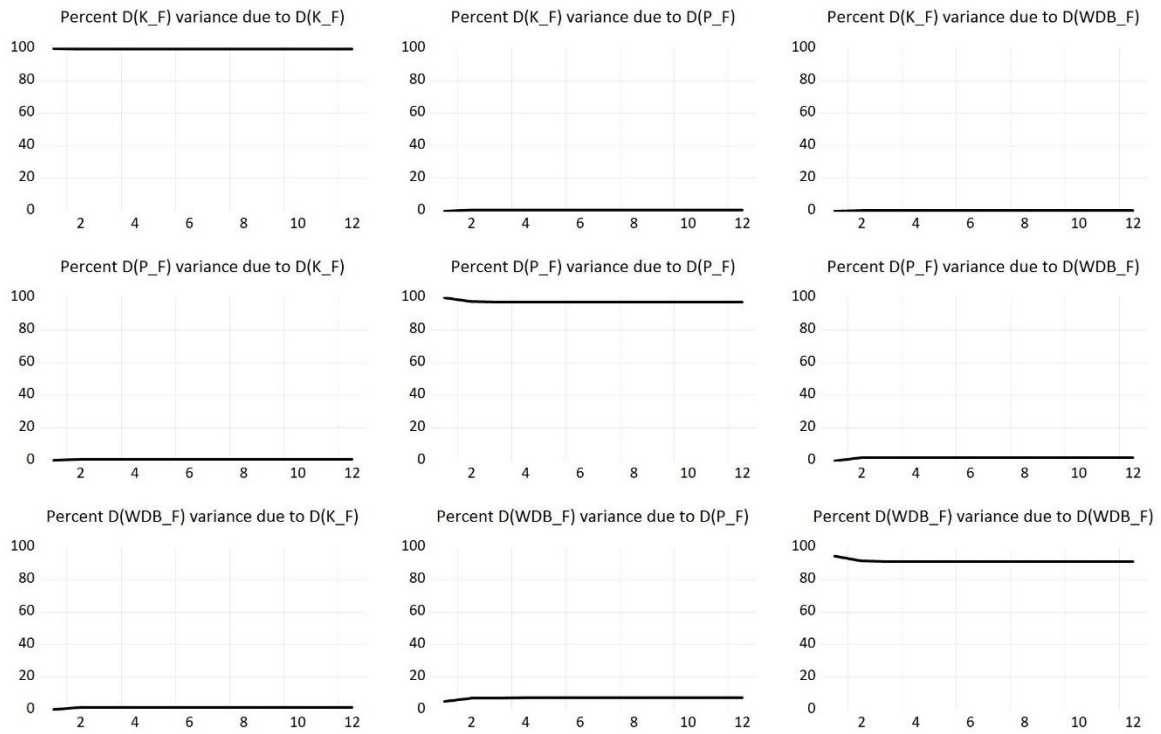 Percent D(K_F) variance due to D(K_F) Percent D(K_F) variance due to D(P_F) Percent D(K_F) variance due to D(WDB_F)
100 100 100
80 80 80
60 60 60
40 40 40
20 20 20
0 0 0
2 4 6 8 10 12 2 4 6 8 10 12 2 4 6 8 10 12
Percent D(P_F) variance due to D(K_F) Percent D(P_F) variance due to D(P_F) Percent D(P_F) variance due to D(WDB_F)
100 100 100
80 80 80
60 60 60
40 40 40
20 20 20
0 0 0
2 4 6 8 10 12 2 4 6 8 10 12 2 4 6 8 10 12
Percent D(WDB_F) variance due to D(K_F) Percent D(WDB_F) variance due to D(P_F) Percent D(WDB_F) variance due to D(WDB_F)
100 100 100
80 80 80
60 60 60
40 40 40
20 20 20
0 0 0
2 4 6 8 10 12 2 4 6 8 10 12 2 4 6 8 10 12